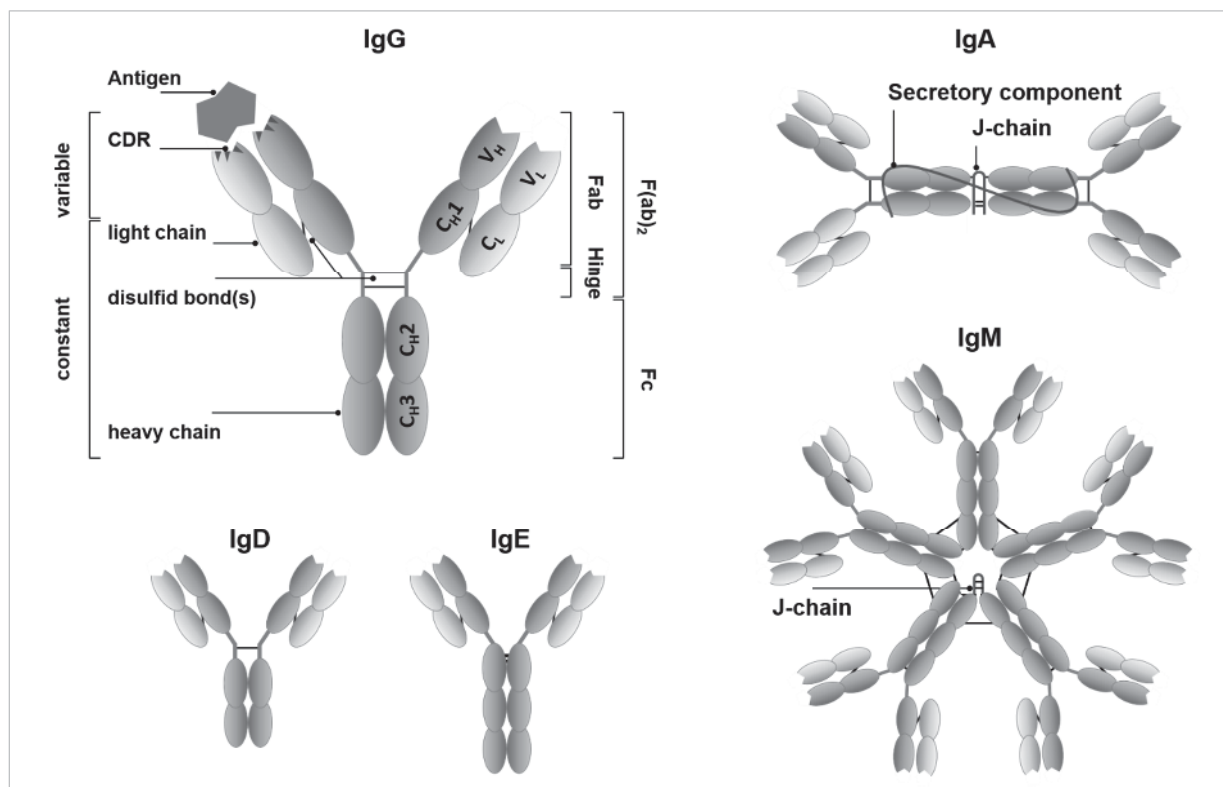 IgG
Antigen
CDR
light chain
disulfid bond(s)
heavy chain
variable
constant
VH
VL
CH1
CL
CH2
CH3
Fab
Hinge
F(ab)2
Fc
IgA
Secretory component
J-chain
IgD
IgE
IgM
J-chain